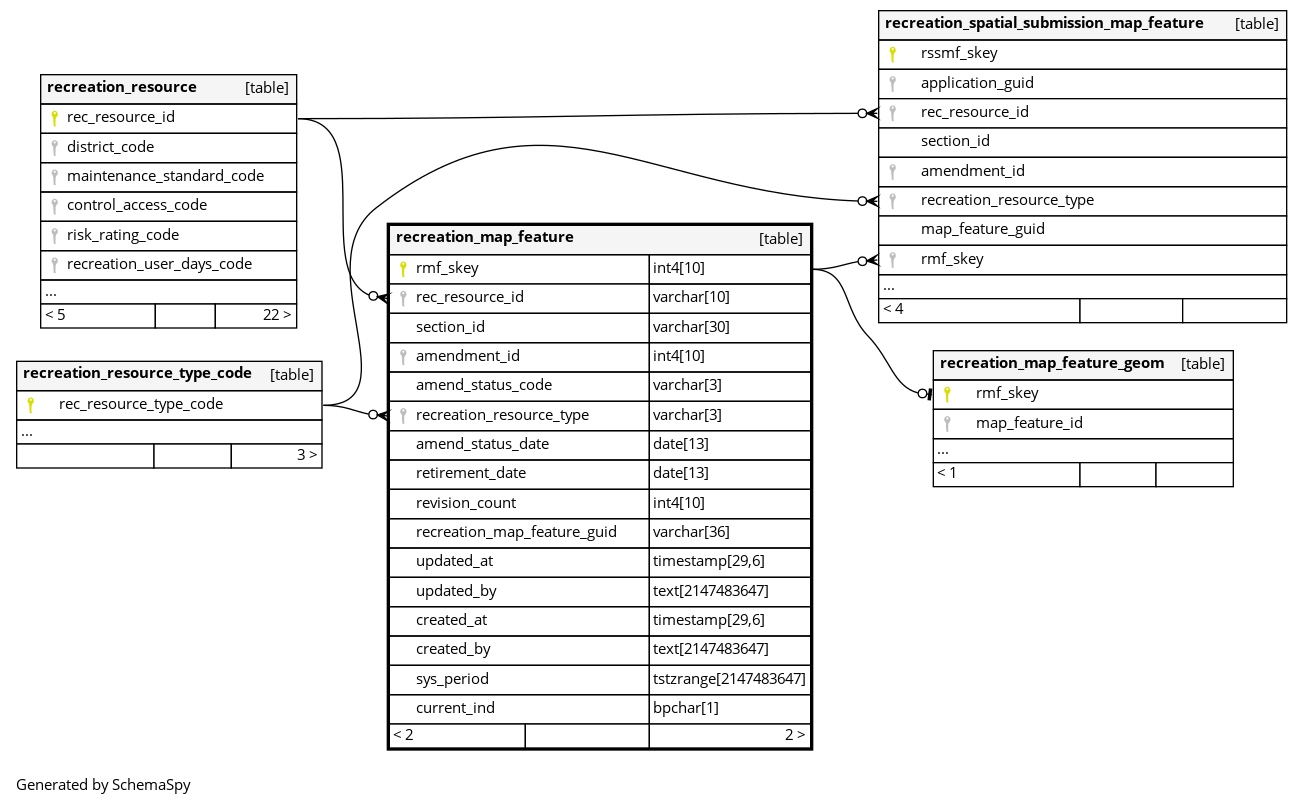 recreation_spatial_submission_map_feature [table]
rssmf_skey
application_guid
rec_resource_id
section_id
amendment_id
recreation_resource_type
map_feature_guid
rmf_skey
...
< 4
recreation_resource [table]
rec_resource_id
district_code
maintenance_standard_code
control_access_code
risk_rating_code
recreation_user_days_code
...
< 5 22 >
recreation_map_feature [table]
rmf_skey int4[10]
rec_resource_id varchar[10]
section_id varchar[30]
amendment_id int4[10]
amend_status_code varchar[3]
recreation_resource_type varchar[3]
amend_status_date date[13]
retirement_date date[13]
revision_count int4[10]
recreation_map_feature_guid varchar[36]
updated_at timestamp[29,6]
updated_by text[2147483647]
created_at timestamp[29,6]
created_by text[2147483647]
sys_period tstzrange[2147483647]
current_ind bpchar[1]
< 2 2 >
recreation_resource_type_code [table]
rec_resource_type_code
...
3 >
recreation_map_feature_geom [table]
rmf_skey
map_feature_id
...
< 1
Generated by SchemaSpy